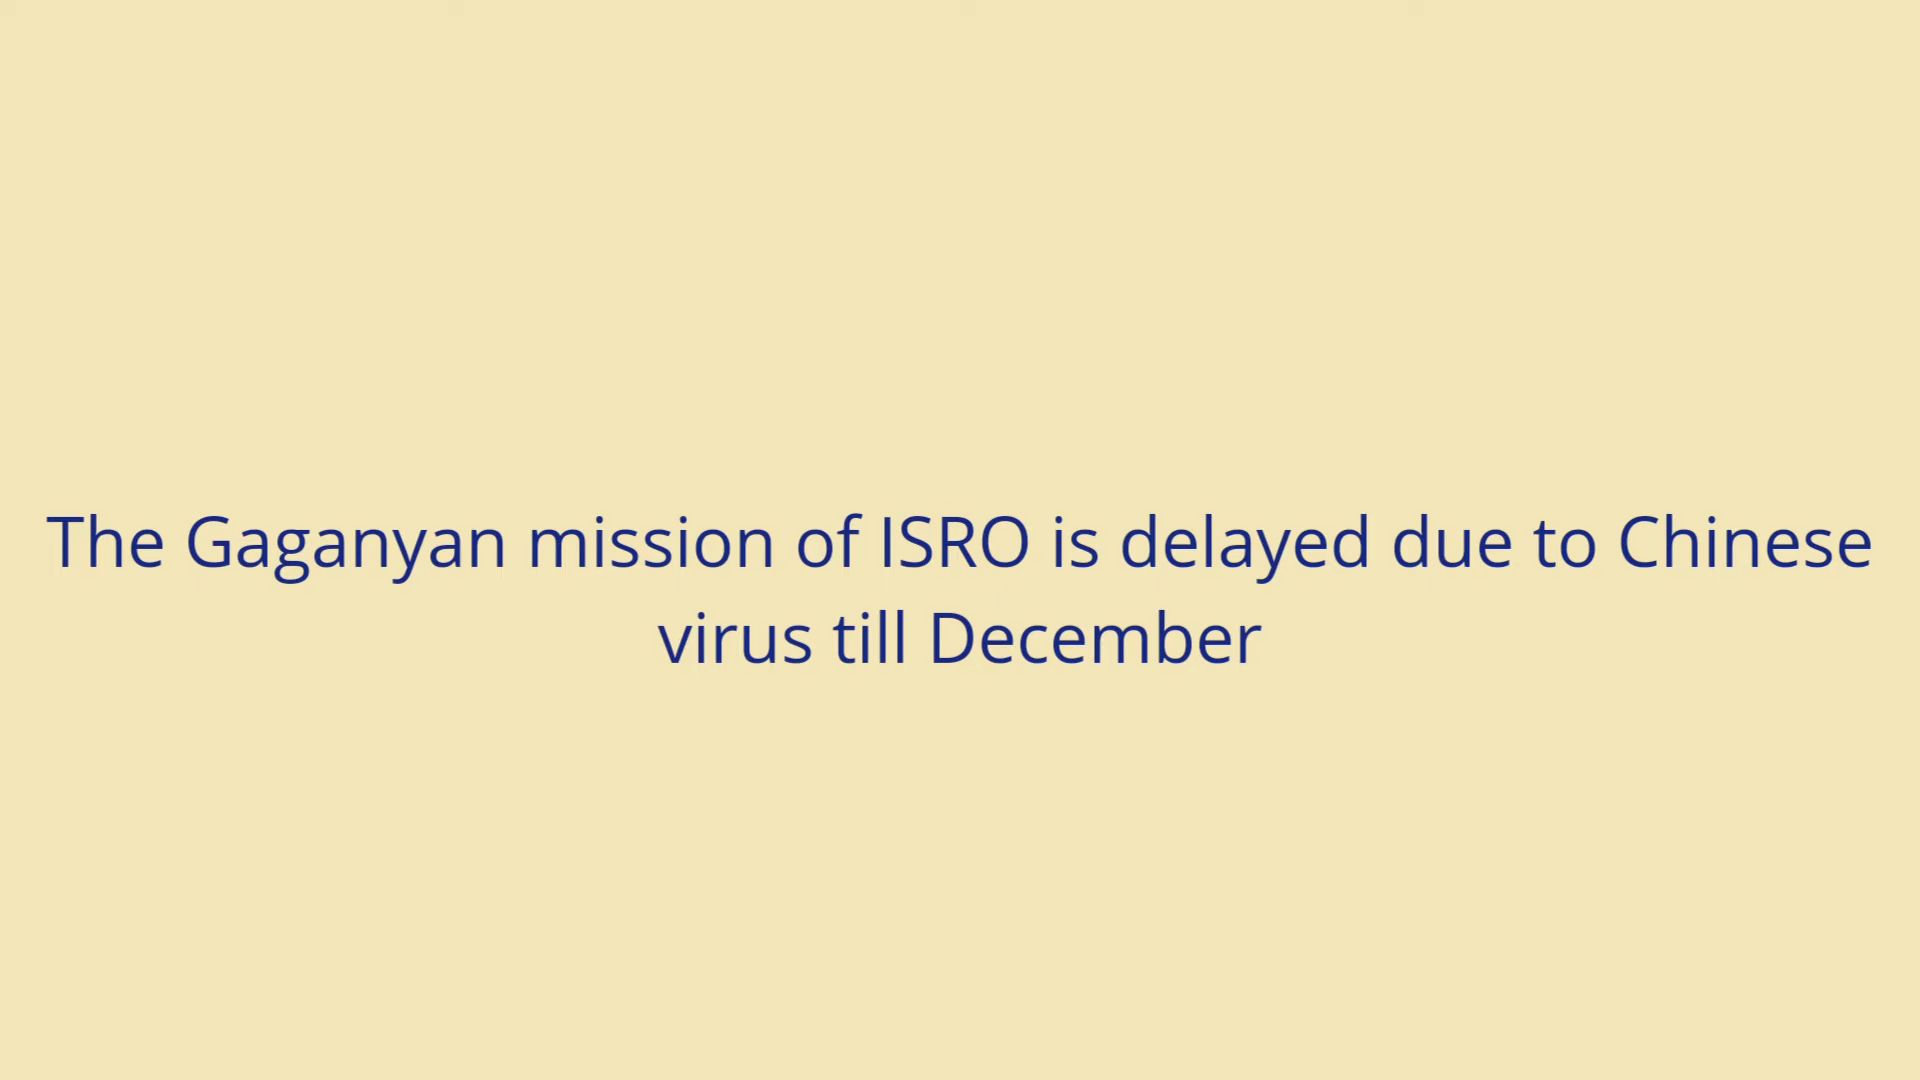 The Gaganyan mission of ISRO is delayed due to Chinese
virus till December